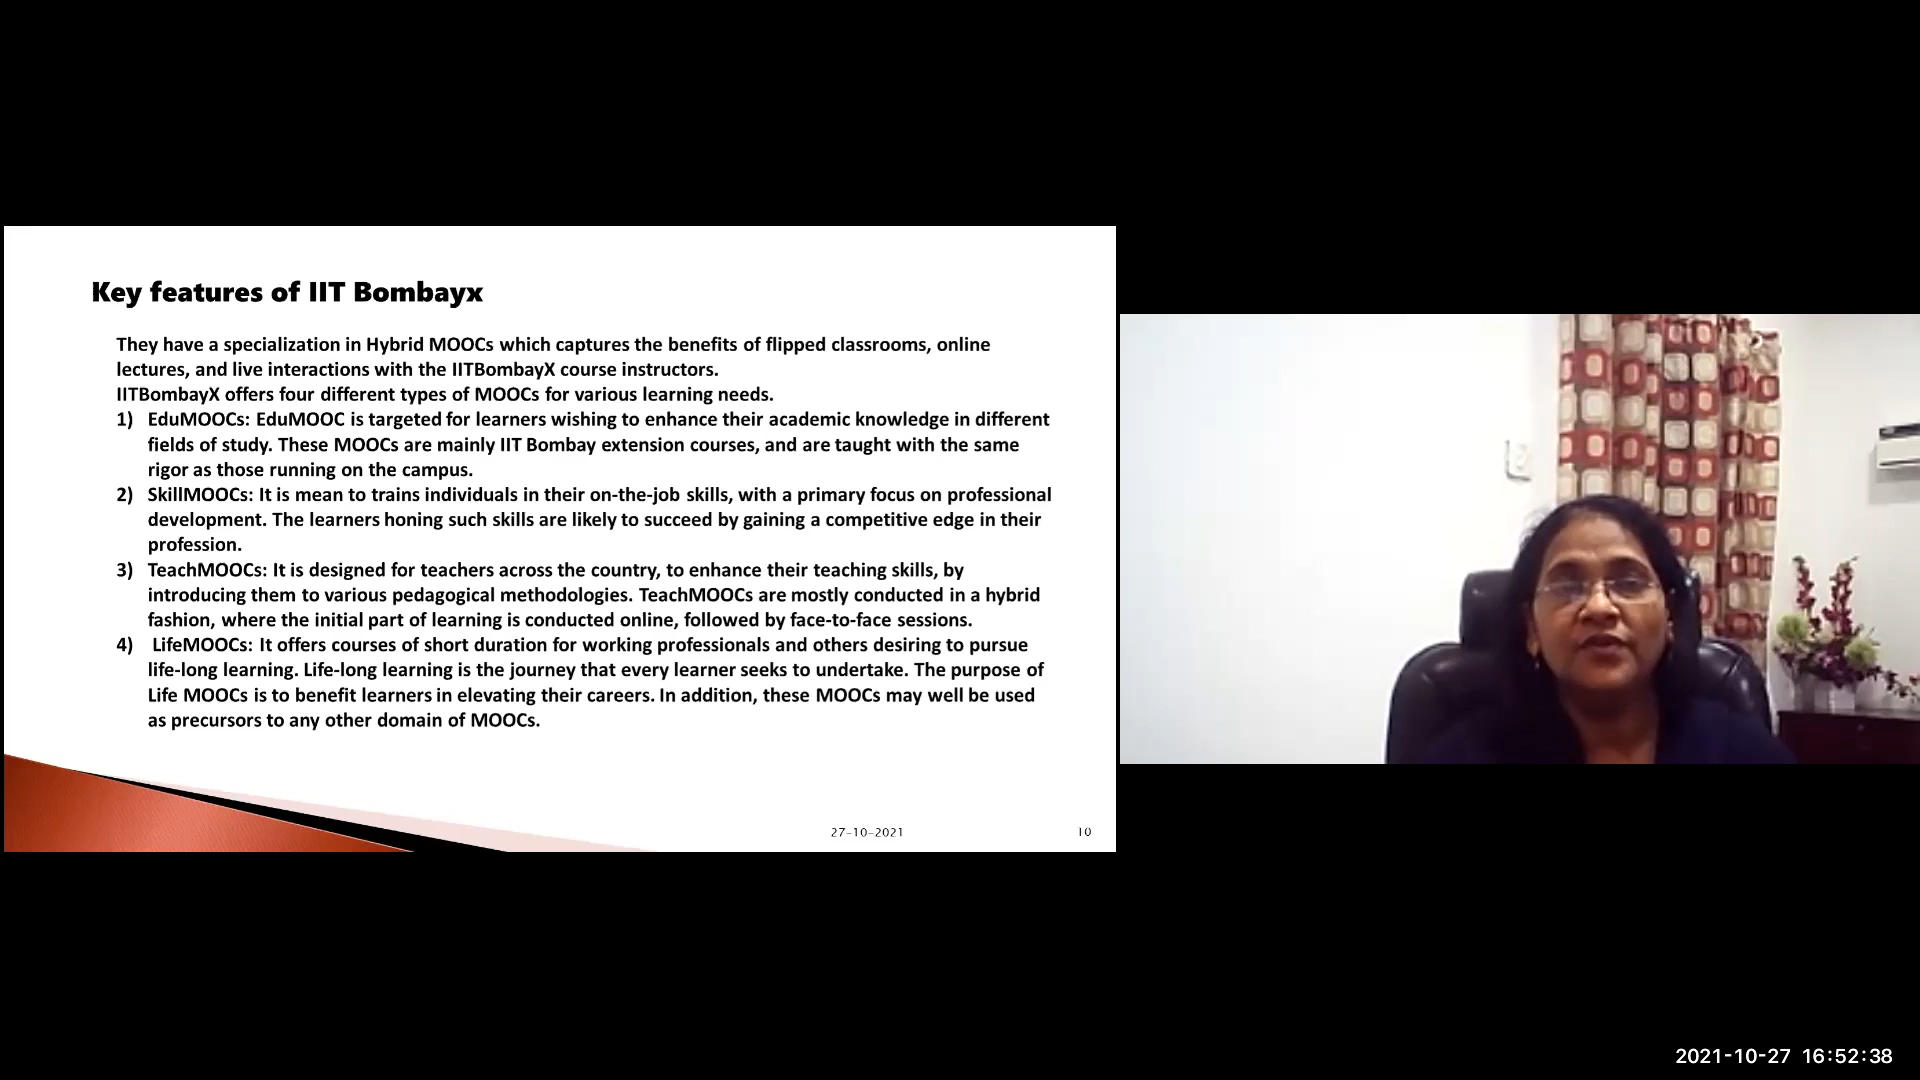 Key features of IIT Bombayx
They have a specialization in Hybrid MOOCs which captures the benefits of flipped classrooms, online
lectures, and live interactions with the IITBombayX course instructors.
IITBombayX offers four different types of MOOCs for various learning needs.
1) EduMOOCs: EduMOOC is targeted for learners wishing to enhance their academic knowledge in different
fields of study. These MOOCs are mainly IIT Bombay extension courses, and are taught with the same
rigor as those running on the campus.
2) SkillMOOCs: It is mean to trains individuals in their on-the-job skills, with a primary focus on professional
development. The learners honing such skills are likely to succeed by gaining a competitive edge in their
profession.
3) TeachMOOCs: It is designed for teachers across the country, to enhance their teaching skills, by
introducing them to various pedagogical methodologies. TeachMOOCs are mostly conducted in a hybrid
fashion, where the initial part of learning is conducted online, followed by face-to-face sessions.
4) LifeMOOCs: It offers courses of short duration for working professionals and others desiring to pursue
life-long learning. Life-long learning is the journey that every learner seeks to undertake. The purpose of
Life MOOCs is to benefit learners in elevating their careers. In addition, these MOOCs may well be used
as precursors to any other domain of MOOCs.
27-10-2021
10
2021-10-27 16:52:38